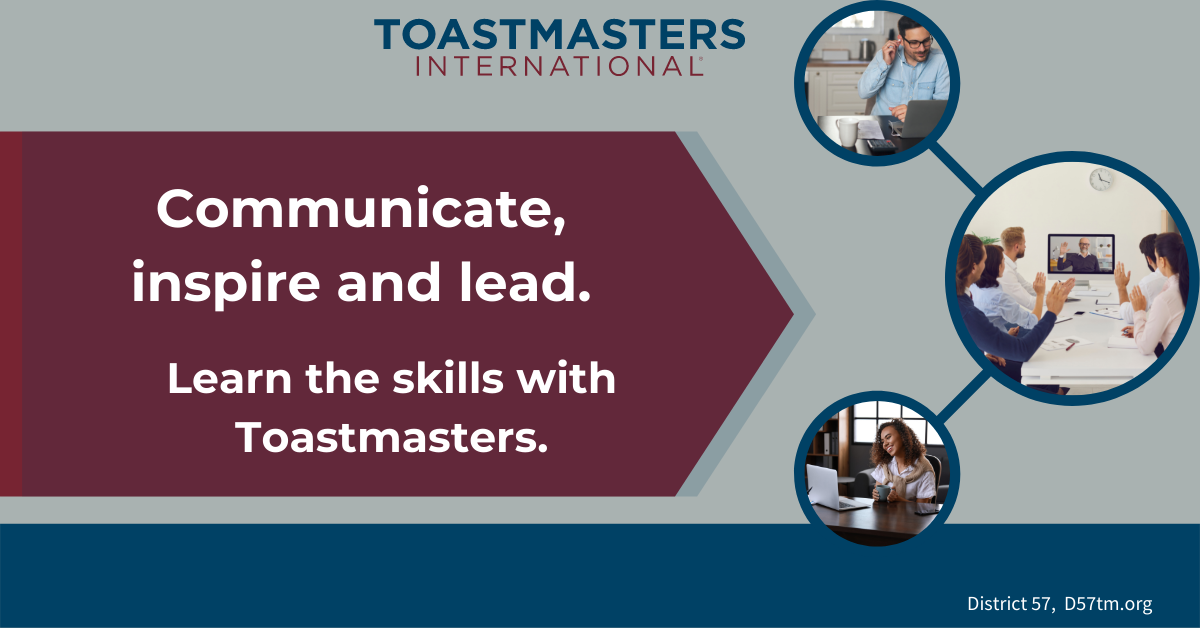 TOASTMASTERS
INTERNATIONAL®
Communicate,
inspire and lead.
Learn the skills with
Toastmasters.
District 57, D57tm.org